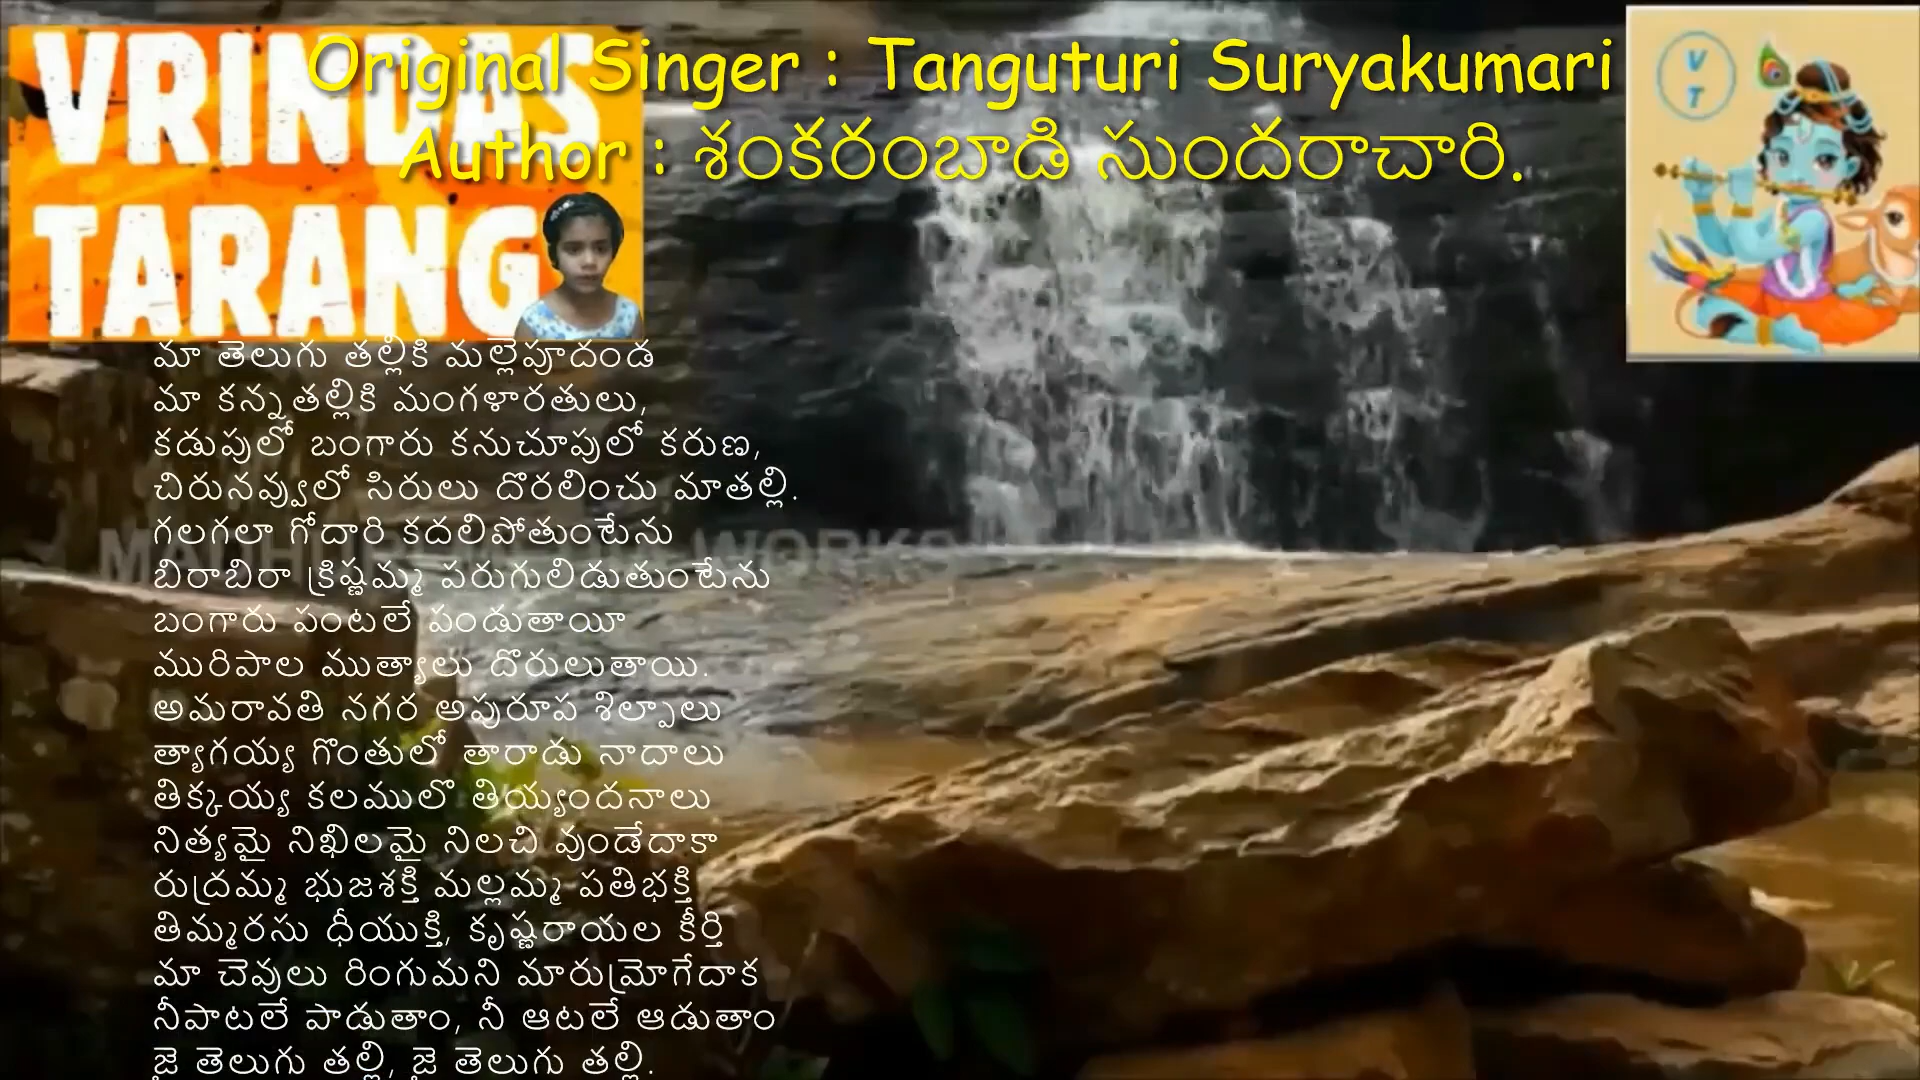 VRINDAS
TARANG
Original Singer : Tanguturi Suryakumari
Author : శంకరంబాడి సుందరాచారి.
V
T
మా తెలుగు తల్లికి మల్లెపూదండ
మా కన్నతల్లికి మంగళారతులు,
కడుపులో బంగారు కనుచూపులో కరుణ,
చిరునవ్వులో సిరులు దొరలించు మాతల్లి.
గలగలా గోదారి కదలిపోతుంటేను
బిరాబిరా క్రిష్ణమ్మ పరుగులిడుతుంటేను
బంగారు పంటలే పండుతాయీ
మురిపాల ముత్యాలు దొరులుతాయి.
అమరావతి నగర అపురూప శిల్పాలు
త్యాగయ్య గొంతులో తారాడు నాదాలు
తిక్కయ్య కలములొ తియ్యందనాలు
నిత్యమై నిఖిలమై నిలచి వుండేదాకా
రుద్రమ్మ భుజశక్తి మల్లమ్మ పతిభక్తి
తిమ్మరసు ధీయుక్తి, కృష్ణరాయల కీర్తి
మా చెవులు రింగుమని మారుమ్రోగేదాక
నీపాటలే పాడుతాం, నీ ఆటలే ఆడుతాం
జై తెలుగు తల్లి, జై తెలుగు తల్లి.